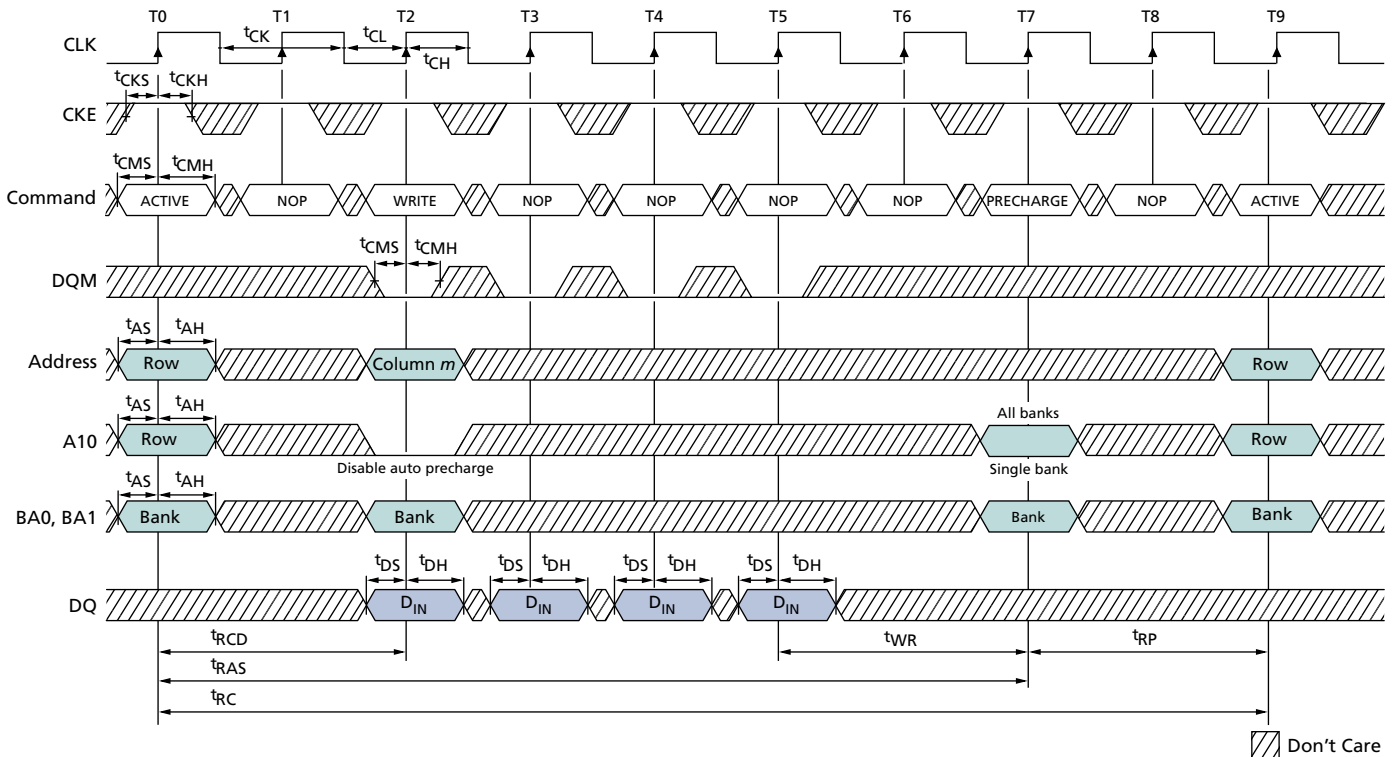 T0 T1 T2 T3 T4 T5 T6 T7 T8 T9
CLK tCK tCL tCH
tCKS tCKH
CKE
tCMS tCMH
Command ACTIVE NOP WRITE NOP NOP NOP NOP PRECHARGE NOP ACTIVE
tCMS tCMH
DQM
tAS tAH
Address Row Column m Row
tAS tAH All banks
A10 Row Row
Disable auto precharge Single bank
tAS tAH
BA0, BA1 Bank Bank Bank Bank
tDS tDH tDS tDH tDS tDH tDS tDH
DQ DIN DIN DIN DIN
tRCD tWR tRP
tRAS
tRC
Don't Care